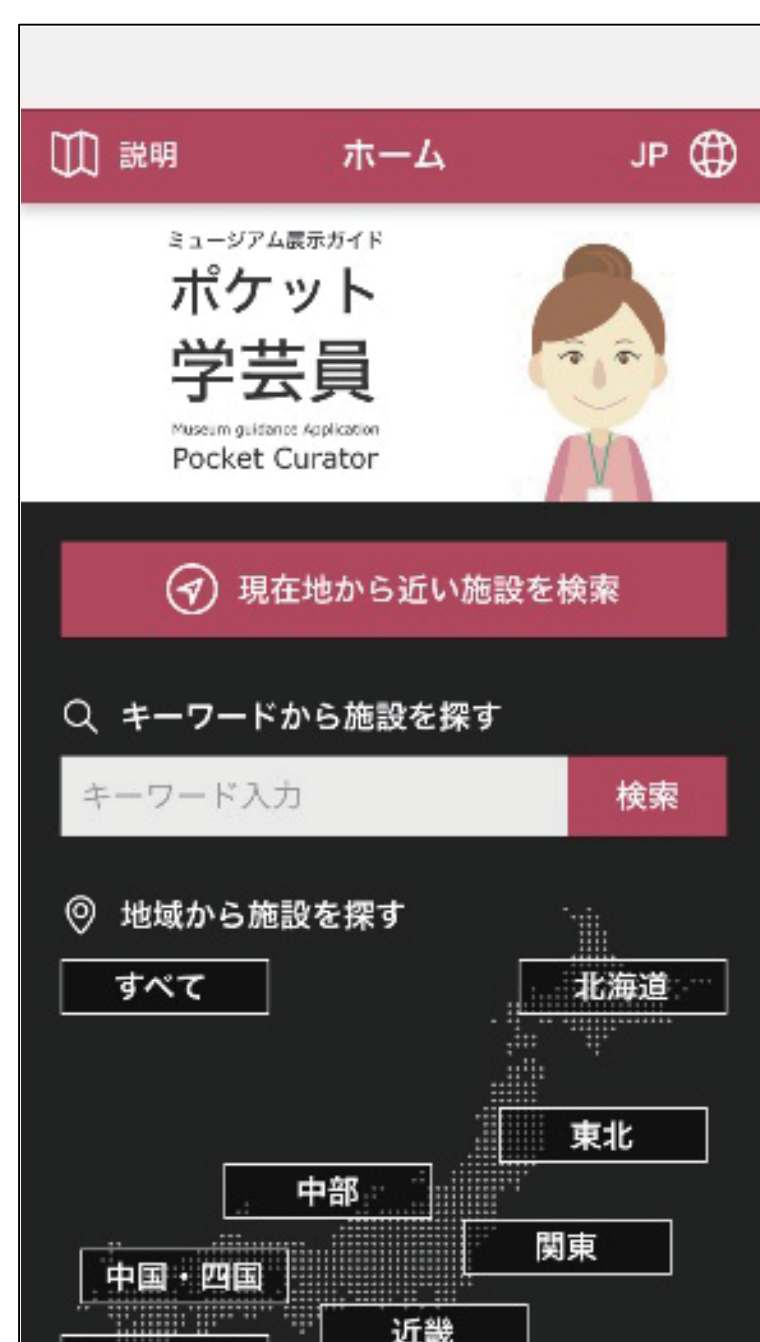 説明
ホーム
JP
ミュージアム展示ガイド
ポケット
学芸員
Museum guidance Application
Pocket Curator
現在地から近い施設を検索
キーワードから施設を探す
キーワード入力
検索
地域から施設を探す
すべて
北海道
東北
中部
関東
中国・四国
近畿